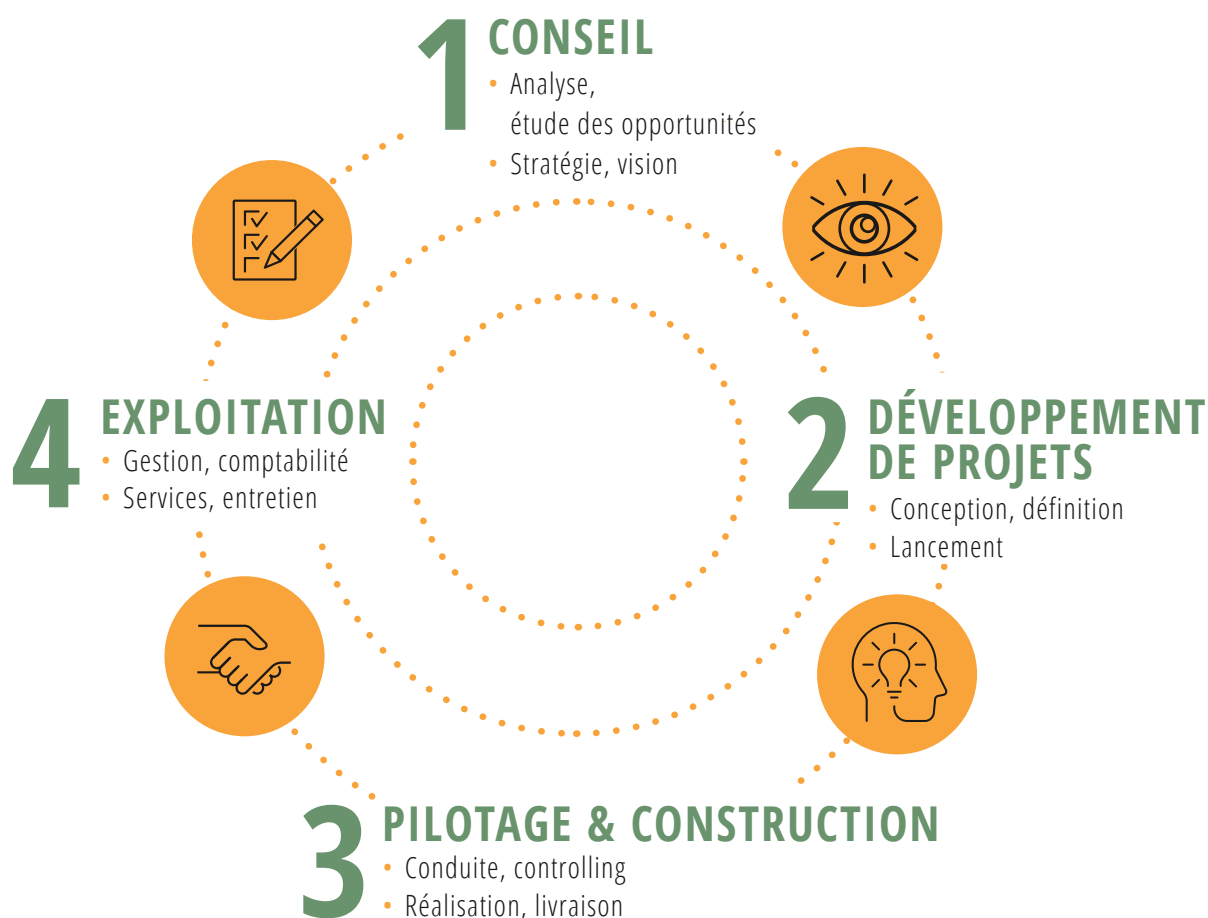 1 CONSEIL
• Analyse,
étude des opportunités
• Stratégie, vision
2 DÉVELOPPEMENT
DE PROJETS
• Conception, définition
• Lancement
3 PILOTAGE & CONSTRUCTION
• Conduite, controlling
• Réalisation, livraison
4 EXPLOITATION
• Gestion, comptabilité
• Services, entretien